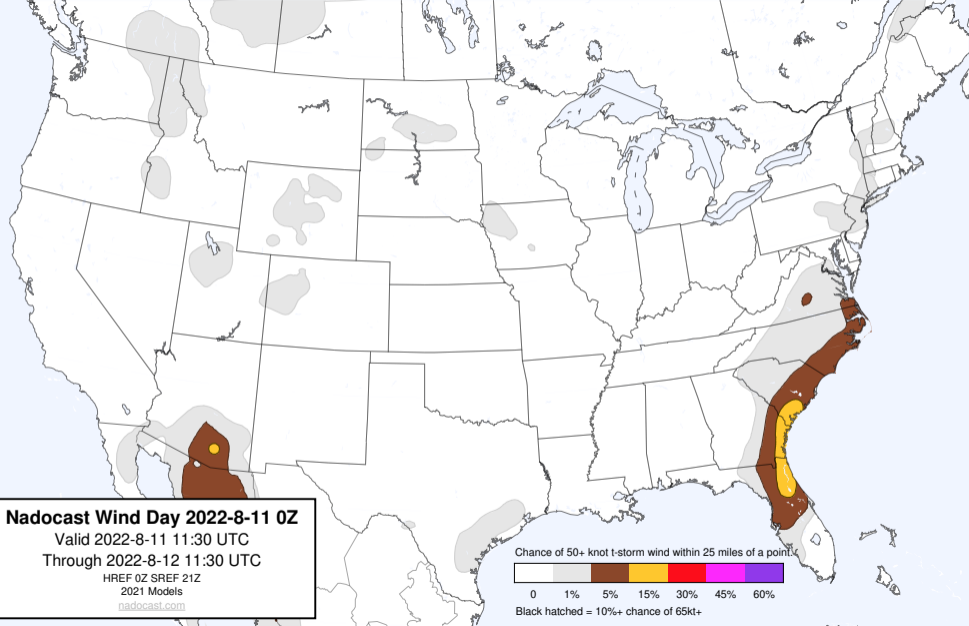 Nadocast Wind Day 2022-8-11 0Z
Valid 2022-8-11 11:30 UTC
Through 2022-8-12 11:30 UTC
HREF 0Z SREF 21Z
2021 Models
nadocast.com
Chance of 50+ knot t-storm wind within 25 miles of a point.
0 1% 5% 15% 30% 45% 60%
Black hatched = 10%+ chance of 65kt+